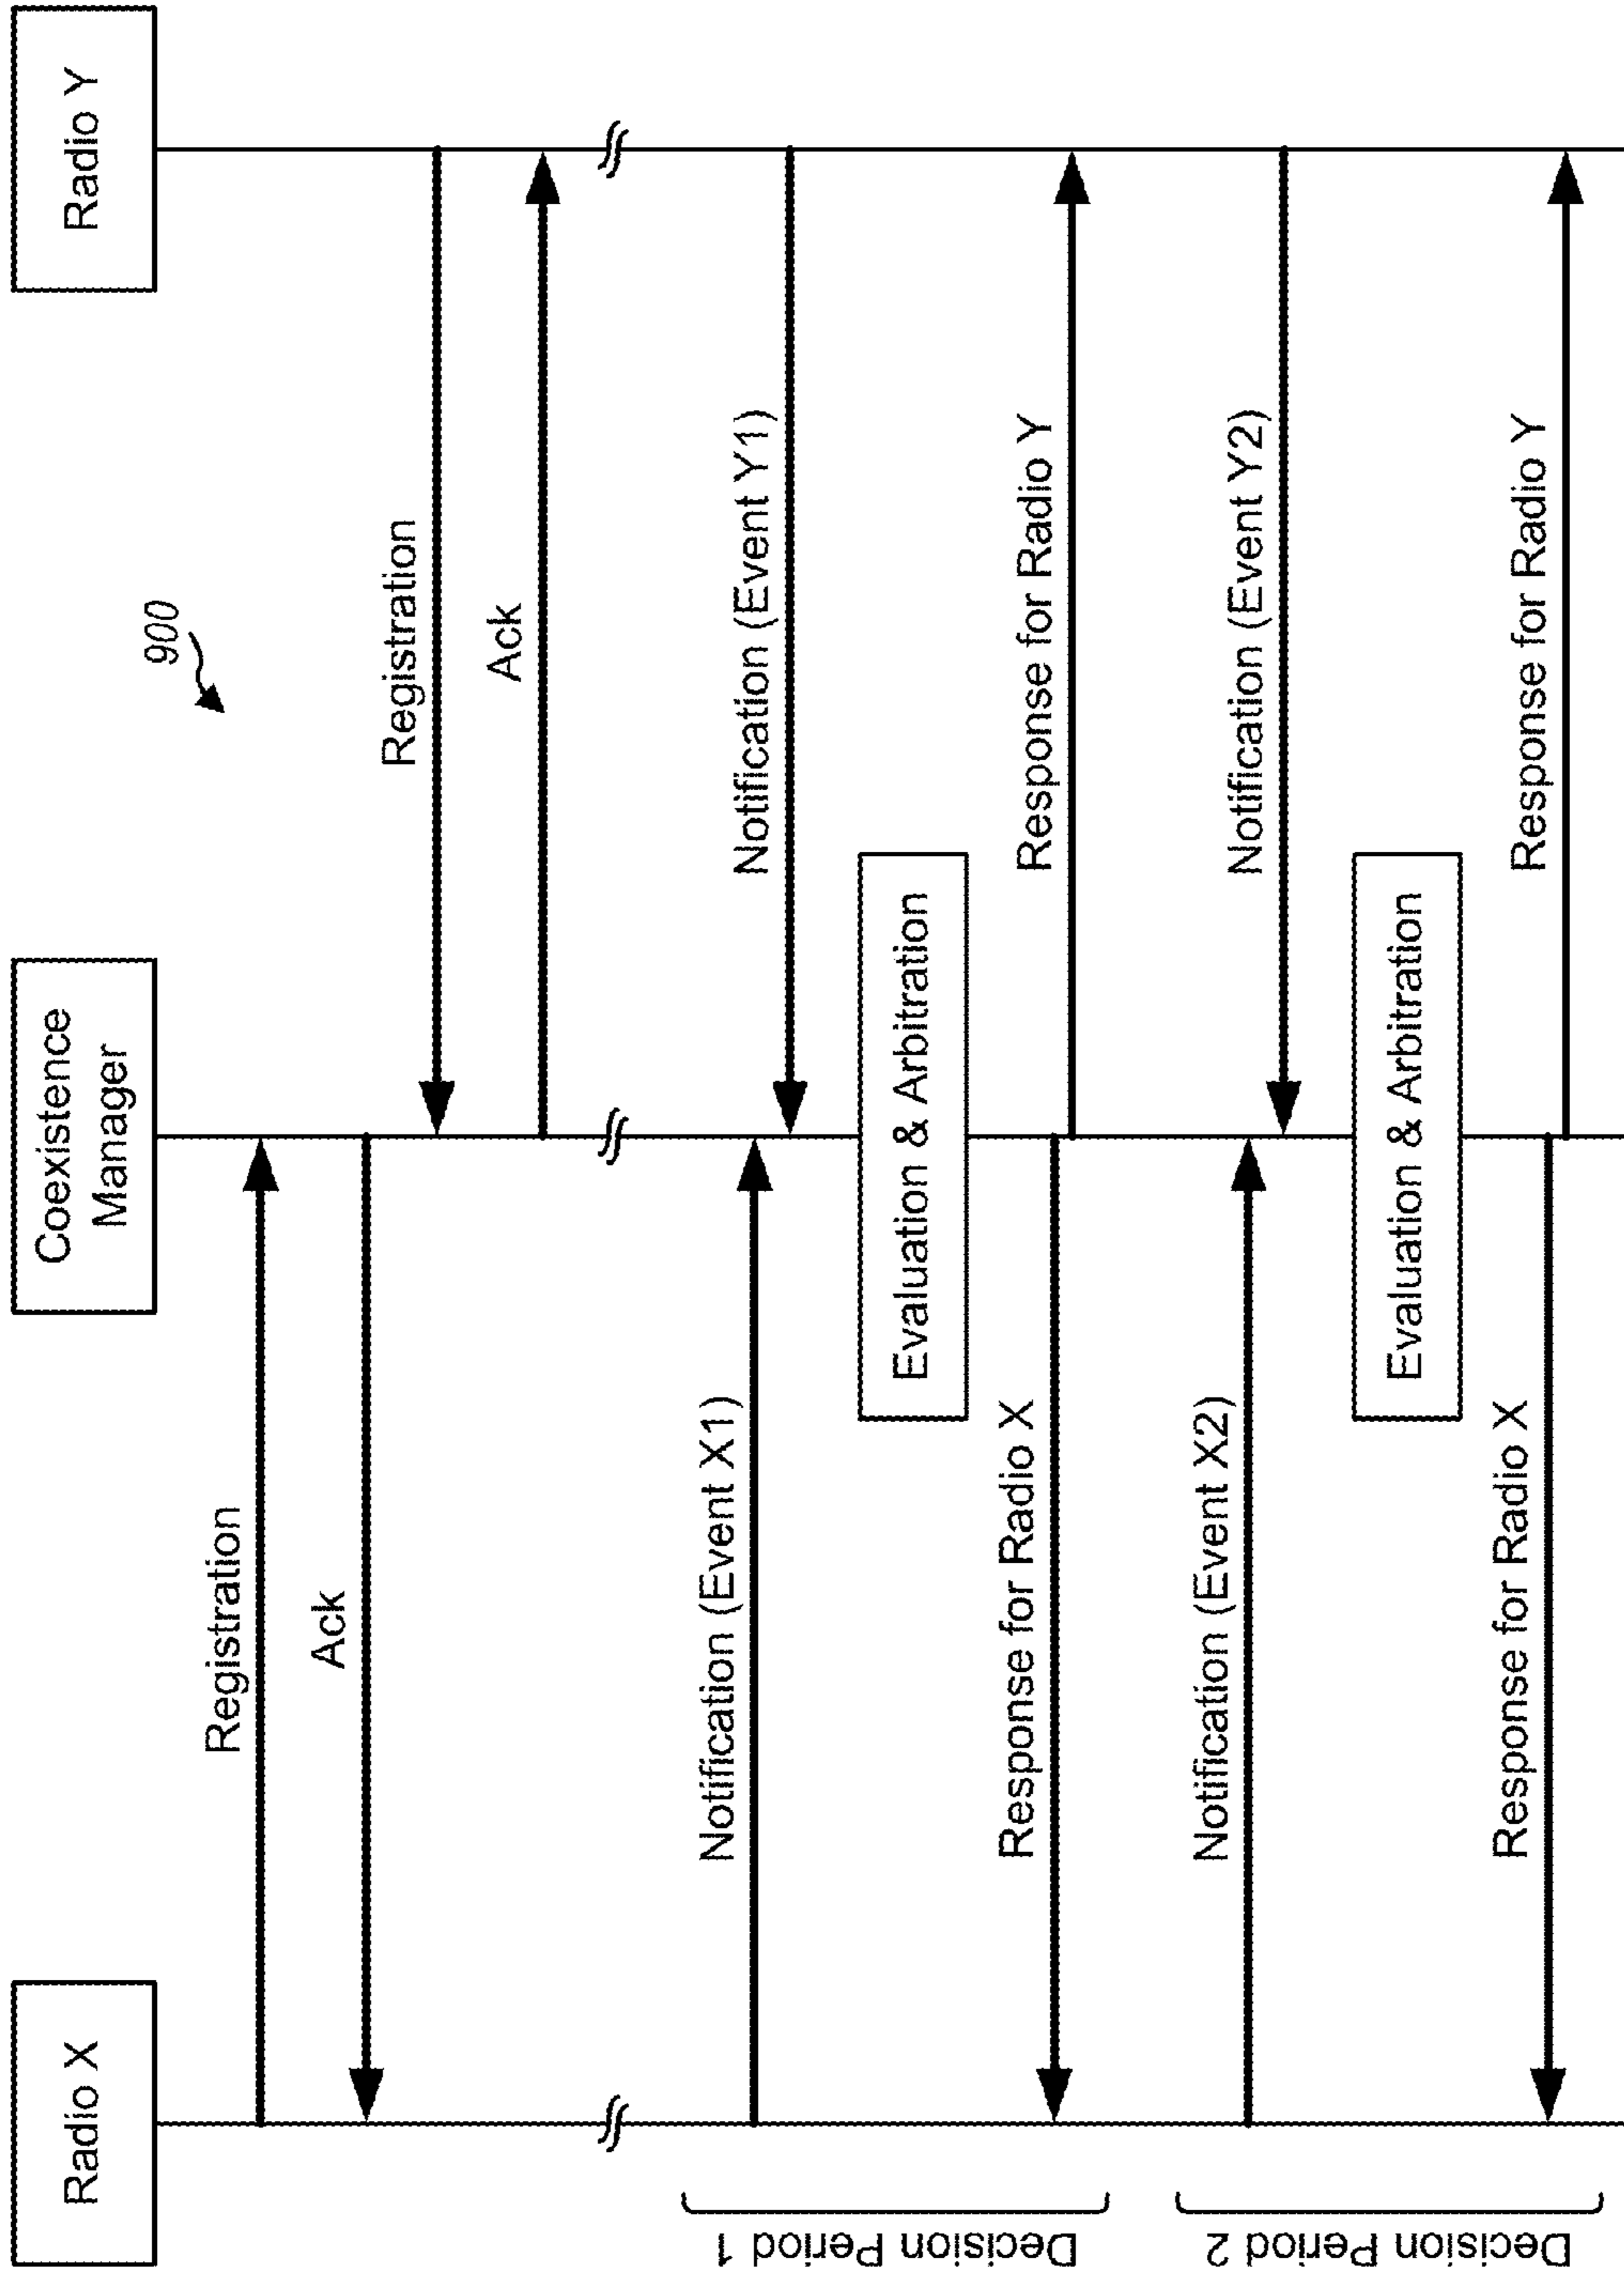 Radio X
Coexistence
Manager
Radio Y
900
Registration
Ack
Registration
Ack
Decision Period 1
Notification (Event X1)
Notification (Event Y1)
Evaluation & Arbitration
Response for Radio X
Response for Radio Y
Decision Period 2
Notification (Event X2)
Notification (Event Y2)
Evaluation & Arbitration
Response for Radio X
Response for Radio Y